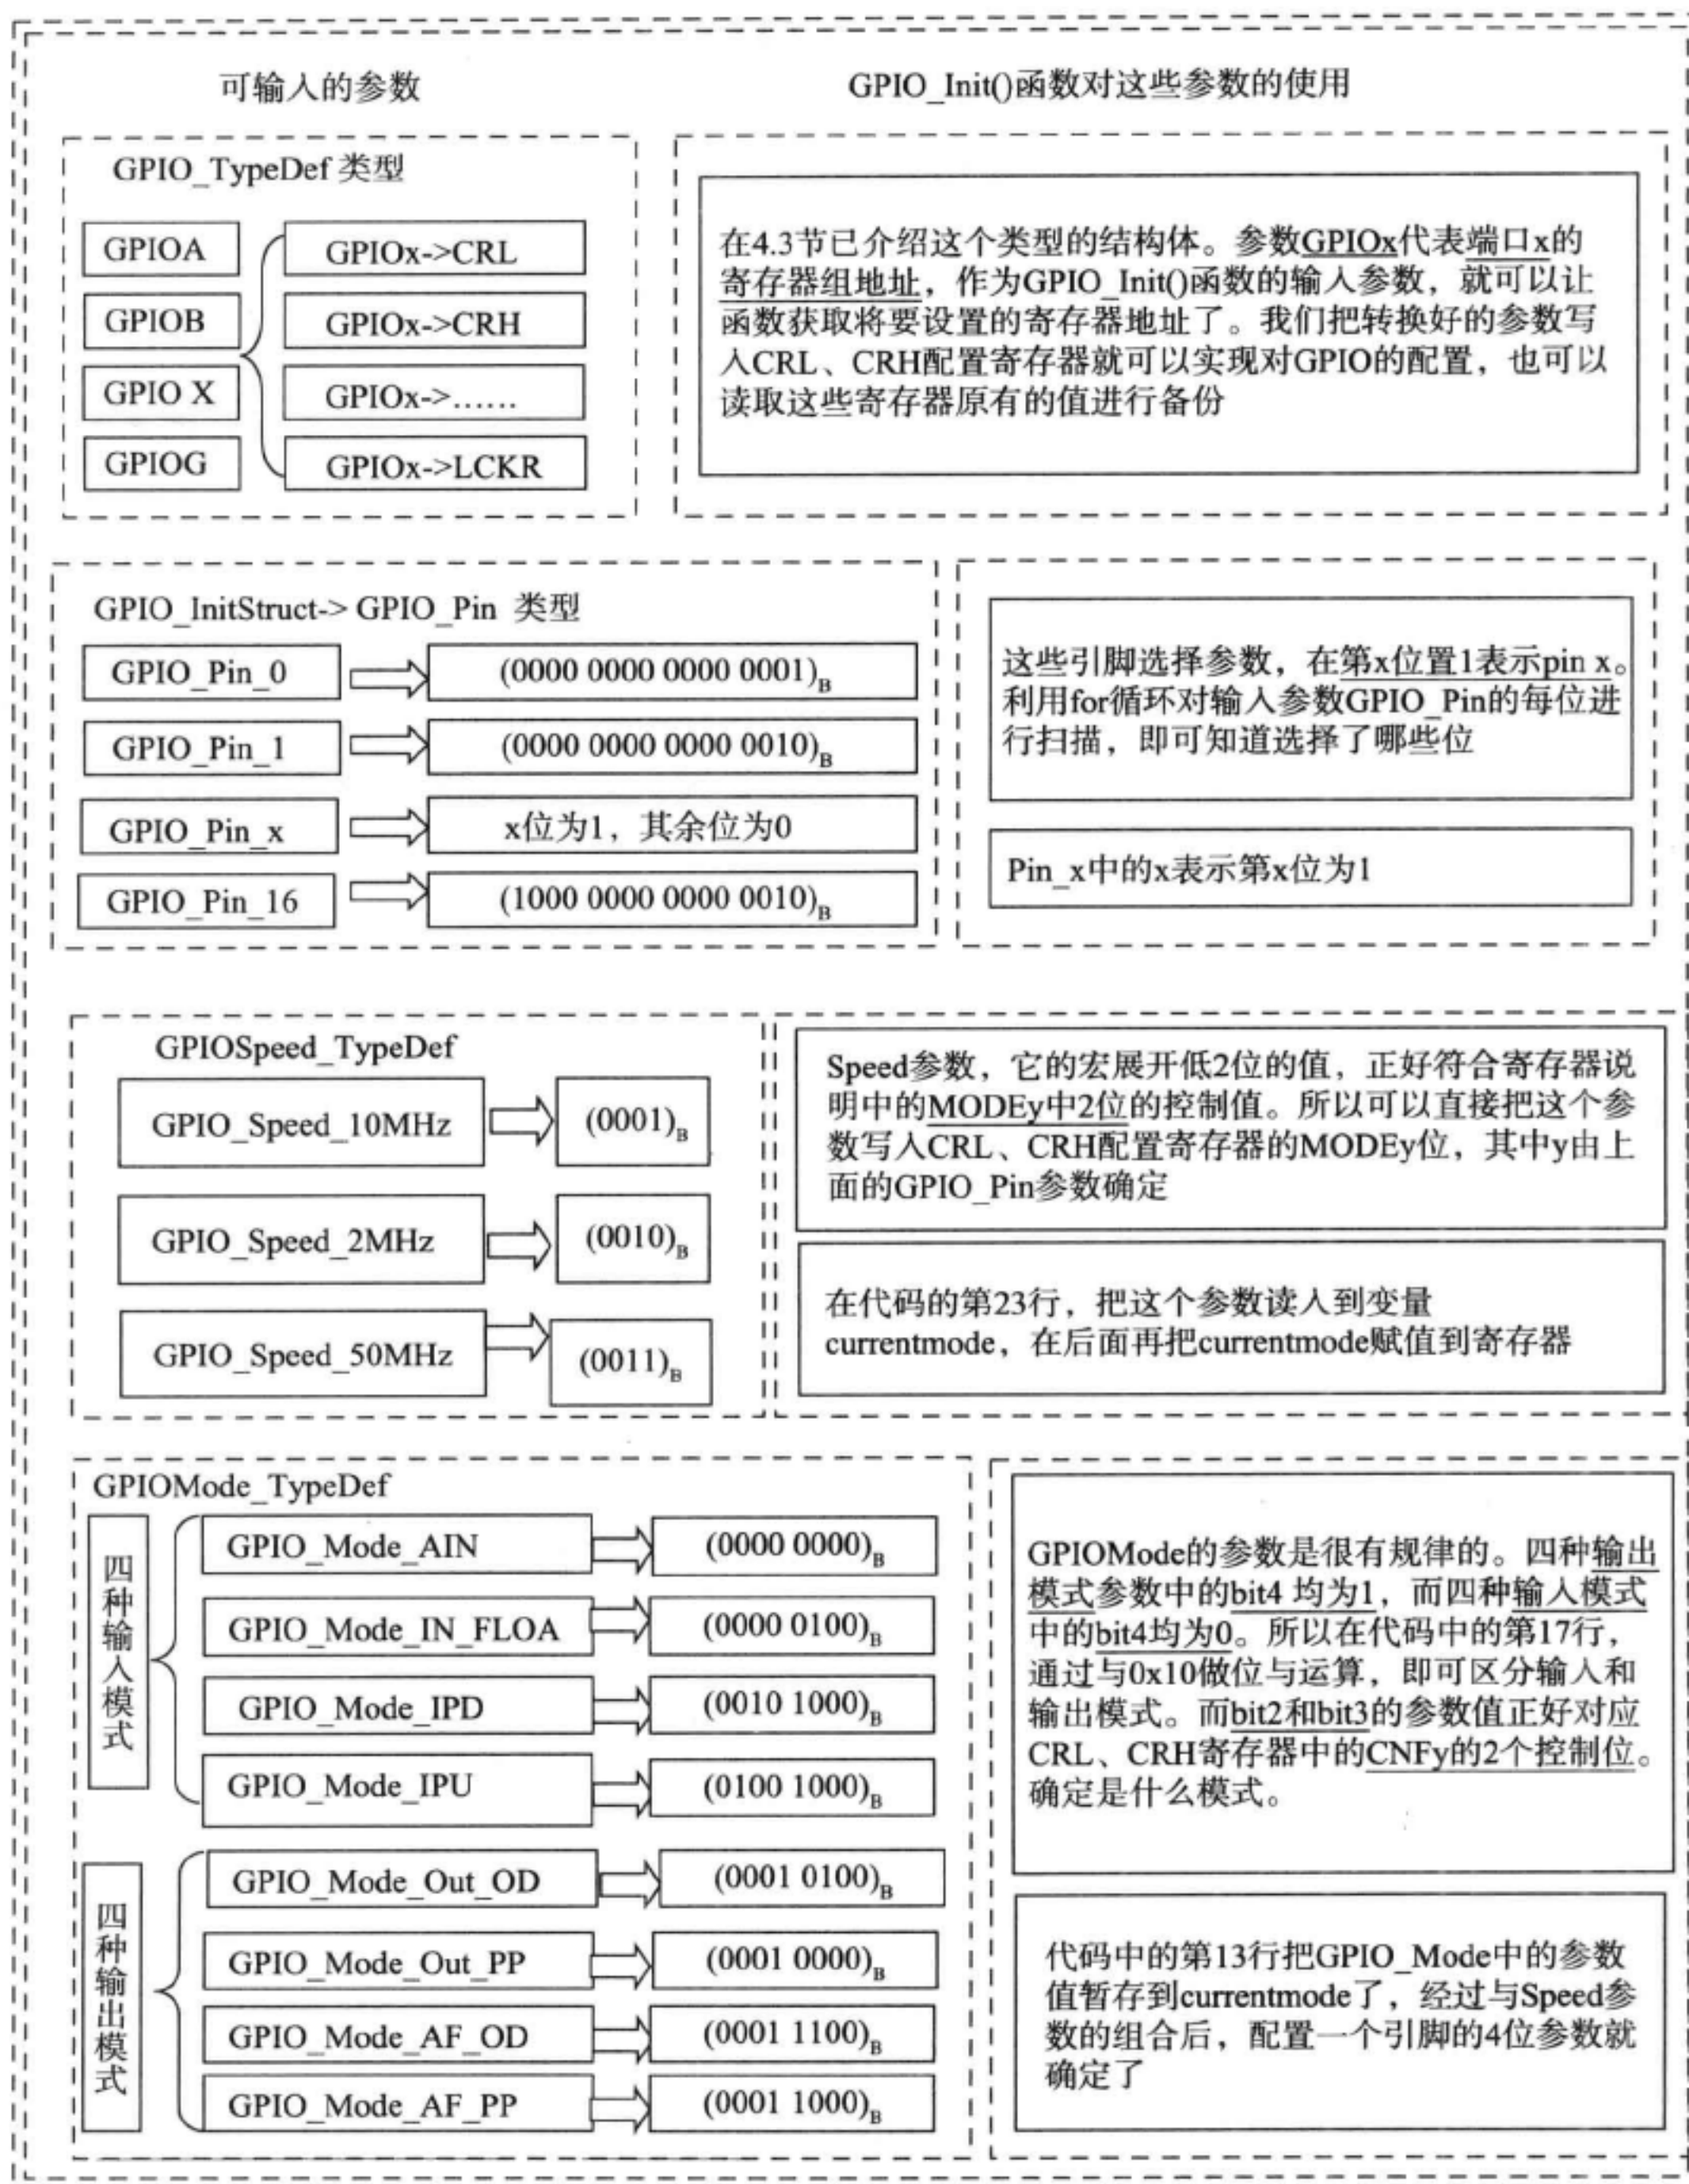 可输入的参数
GPIO_Init()函数对这些参数的使用
GPIO_TypeDef 类型
GPIOA
GPIOB
GPIO X
GPIOG
GPIOx->CRL
GPIOx->CRH
GPIOx->……
GPIOx->LCKR
在4.3节已介绍这个类型的结构体。参数GPIOx代表端口x的
寄存器组地址，作为GPIO_Init()函数的输入参数，就可以让
函数获取将要设置的寄存器地址了。我们把转换好的参数写
入CRL、CRH配置寄存器就可以实现对GPIO的配置，也可以
读取这些寄存器原有的值进行备份
GPIO_InitStruct-> GPIO_Pin 类型
GPIO_Pin_0
(0000 0000 0000 0001)B
GPIO_Pin_1
(0000 0000 0000 0010)B
GPIO_Pin_x
x位为1，其余位为0
GPIO_Pin_16
(1000 0000 0000 0010)B
这些引脚选择参数，在第x位置1表示pin x。
利用for循环对输入参数GPIO_Pin的每位进
行扫描，即可知道选择了哪些位
Pin_x中的x表示第x位为1
GPIOSpeed_TypeDef
GPIO_Speed_10MHz
(0001)B
GPIO_Speed_2MHz
(0010)B
GPIO_Speed_50MHz
(0011)B
Speed参数，它的宏展开低2位的值，正好符合寄存器说
明中的MODEy中2位的控制值。所以可以直接把这个参
数写入CRL、CRH配置寄存器的MODEy位，其中y由上
面的GPIO_Pin参数确定
在代码的第23行，把这个参数读入到变量
currentmode，在后面再把currentmode赋值到寄存器
GPIOMode_TypeDef
四种输入模式
GPIO_Mode_AIN
(0000 0000)B
GPIO_Mode_IN_FLOA
(0000 0100)B
GPIO_Mode_IPD
(0010 1000)B
GPIO_Mode_IPU
(0100 1000)B
四种输出模式
GPIO_Mode_Out_OD
(0001 0100)B
GPIO_Mode_Out_PP
(0001 0000)B
GPIO_Mode_AF_OD
(0001 1100)B
GPIO_Mode_AF_PP
(0001 1000)B
GPIOMode的参数是很有规律的。四种输出
模式参数中的bit4 均为1，而四种输入模式
中的bit4均为0。所以在代码中的第17行，
通过与0x10做位与运算，即可区分输入和
输出模式。而bit2和bit3的参数值正好对应
CRL、CRH寄存器中的CNFy的2个控制位。
确定是什么模式。
代码中的第13行把GPIO_Mode中的参数
值暂存到currentmode了，经过与Speed参
数的组合后，配置一个引脚的4位参数就
确定了